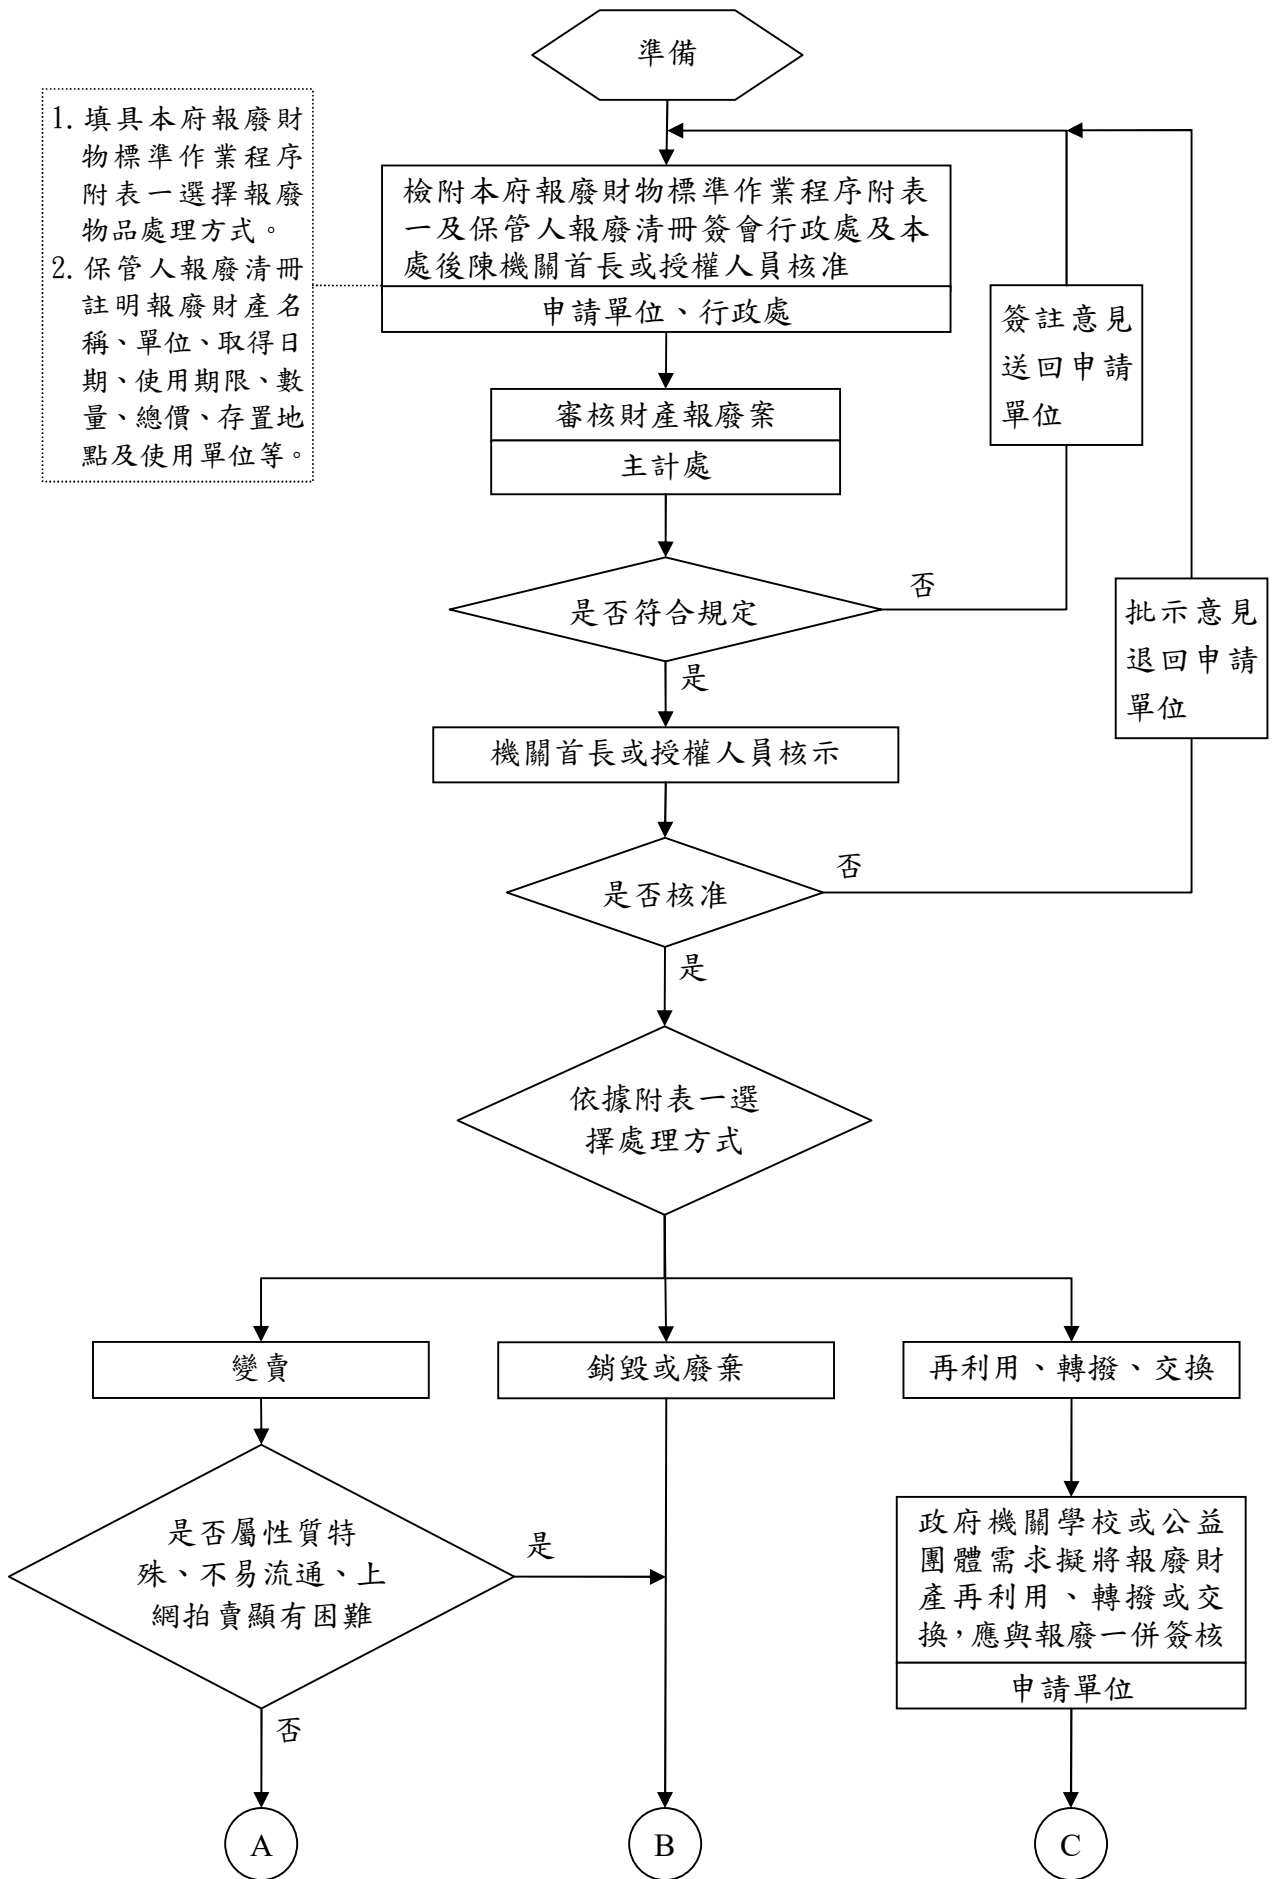 準備
1. 填具本府報廢財
物標準作業程序
附表一選擇報廢
物品處理方式。
2. 保管人報廢清冊
註明報廢財產名
稱、單位、取得日
期、使用期限、數
量、總價、存置地
點及使用單位等。
檢附本府報廢財物標準作業程序附表
一及保管人報廢清冊簽會行政處及本
處後陳機關首長或授權人員核准
申請單位、行政處
簽註意見
送回申請
單位
審核財產報廢案
主計處
是否符合規定
否
是
批示意見
退回申請
單位
機關首長或授權人員核示
是否核准
否
是
依據附表一選
擇處理方式
變賣
銷毀或廢棄
再利用、轉撥、交換
是否屬性質特
殊、不易流通、上
網拍賣顯有困難
是
否
政府機關學校或公益
團體需求擬將報廢財
產再利用、轉撥或交
換，應與報廢一併簽核
申請單位
A
B
C